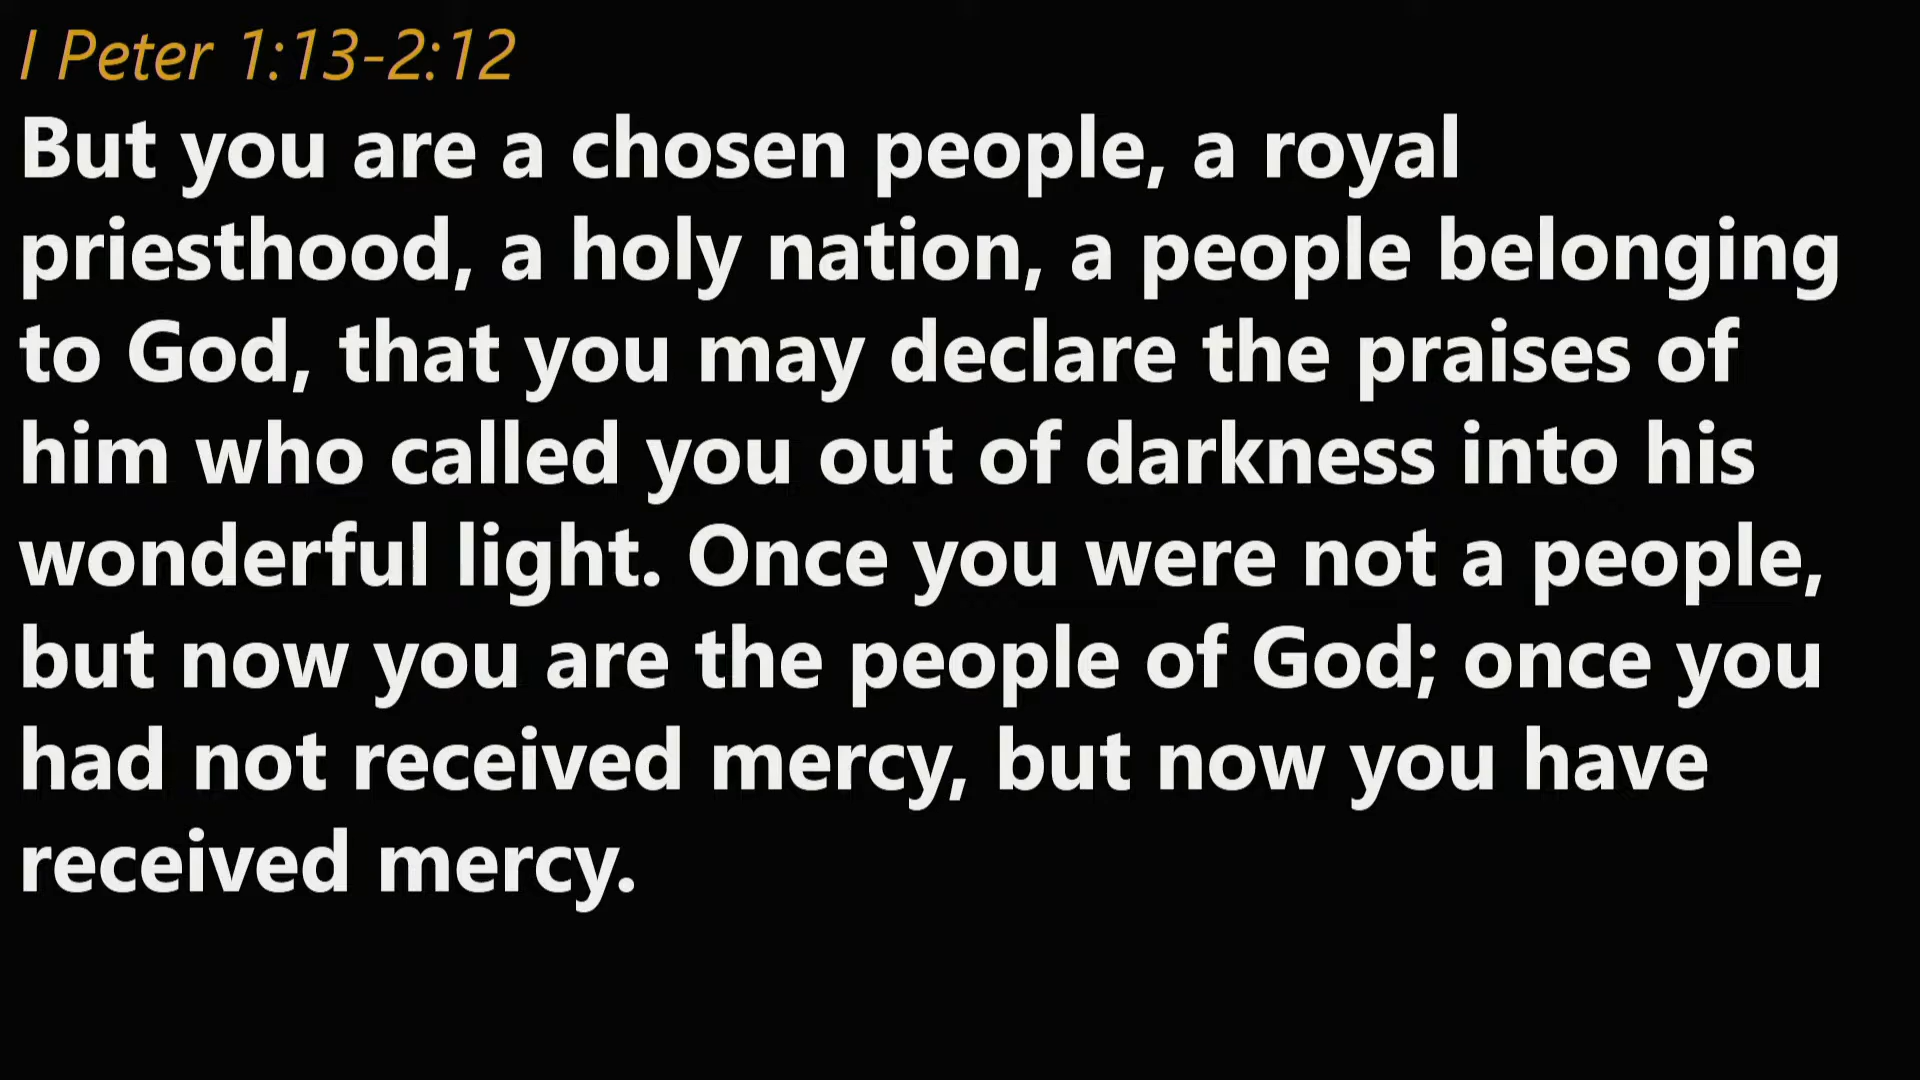 I Peter 1:13-2:12
But you are a chosen people, a royal
priesthood, a holy nation, a people belonging
to God, that you may declare the praises of
him who called you out of darkness into his
wonderful light. Once you were not a people,
but now you are the people of God; once you
had not received mercy, but now you have
received mercy.